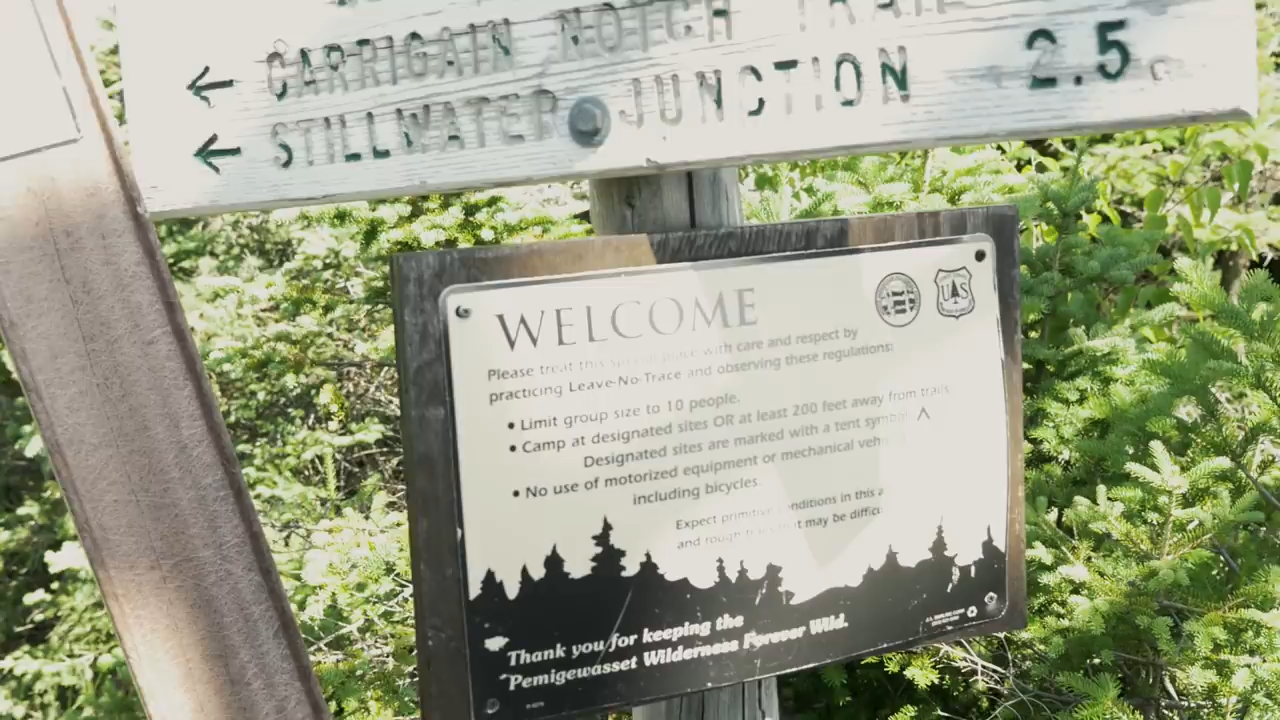 CARRIGAIN NOTCH TRAIL
STILLWATER JUNCTION 2.5
WELCOME
Please treat this special place with care and respect by
practicing Leave-No-Trace and observing these regulations:
• Limit group size to 10 people.
• Camp at designated sites OR at least 200 feet away from trails.
Designated sites are marked with a tent symbol
• No use of motorized equipment or mechanical
including bicycles.
Expect primitive conditions in this
and rough may be
US
Thank you for keeping the
Pemigewasset Wilderness Forever Wild.